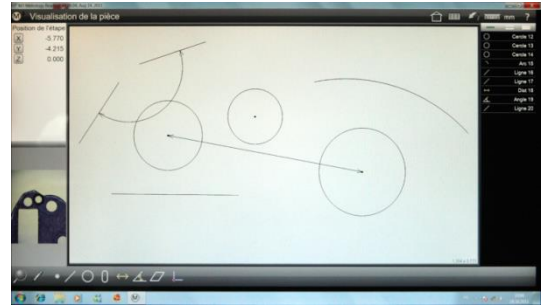 Visualisation de la pièce
mm ?
Position de l'étape
X -5.770
Y -4.215
Z 0.000
Cercle 12
Cercle 13
Cercle 14
Arc 15
Ligne 16
Ligne 17
Dist 18
Angle 19
Ligne 20